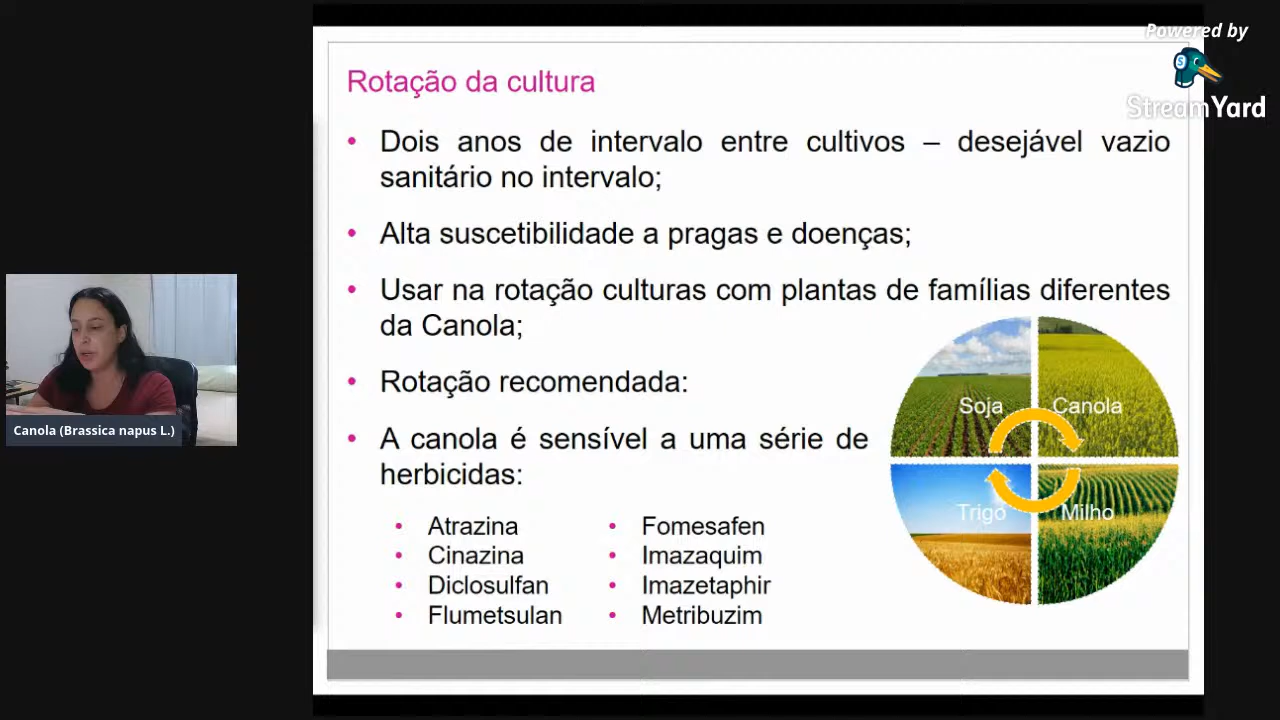 Powered by
StreamYard
Rotação da cultura
• Dois anos de intervalo entre cultivos – desejável vazio
sanitário no intervalo;
• Alta suscetibilidade a pragas e doenças;
• Usar na rotação culturas com plantas de famílias diferentes
da Canola;
• Rotação recomendada:
• A canola é sensível a uma série de
herbicidas:
• Atrazina
• Cinazina
• Diclosulfan
• Flumetsulan
• Fomesafen
• Imazaquim
• Imazetaphir
• Metribuzim
Soja
Canola
Trigo
Milho
Canola (Brassica napus L.)